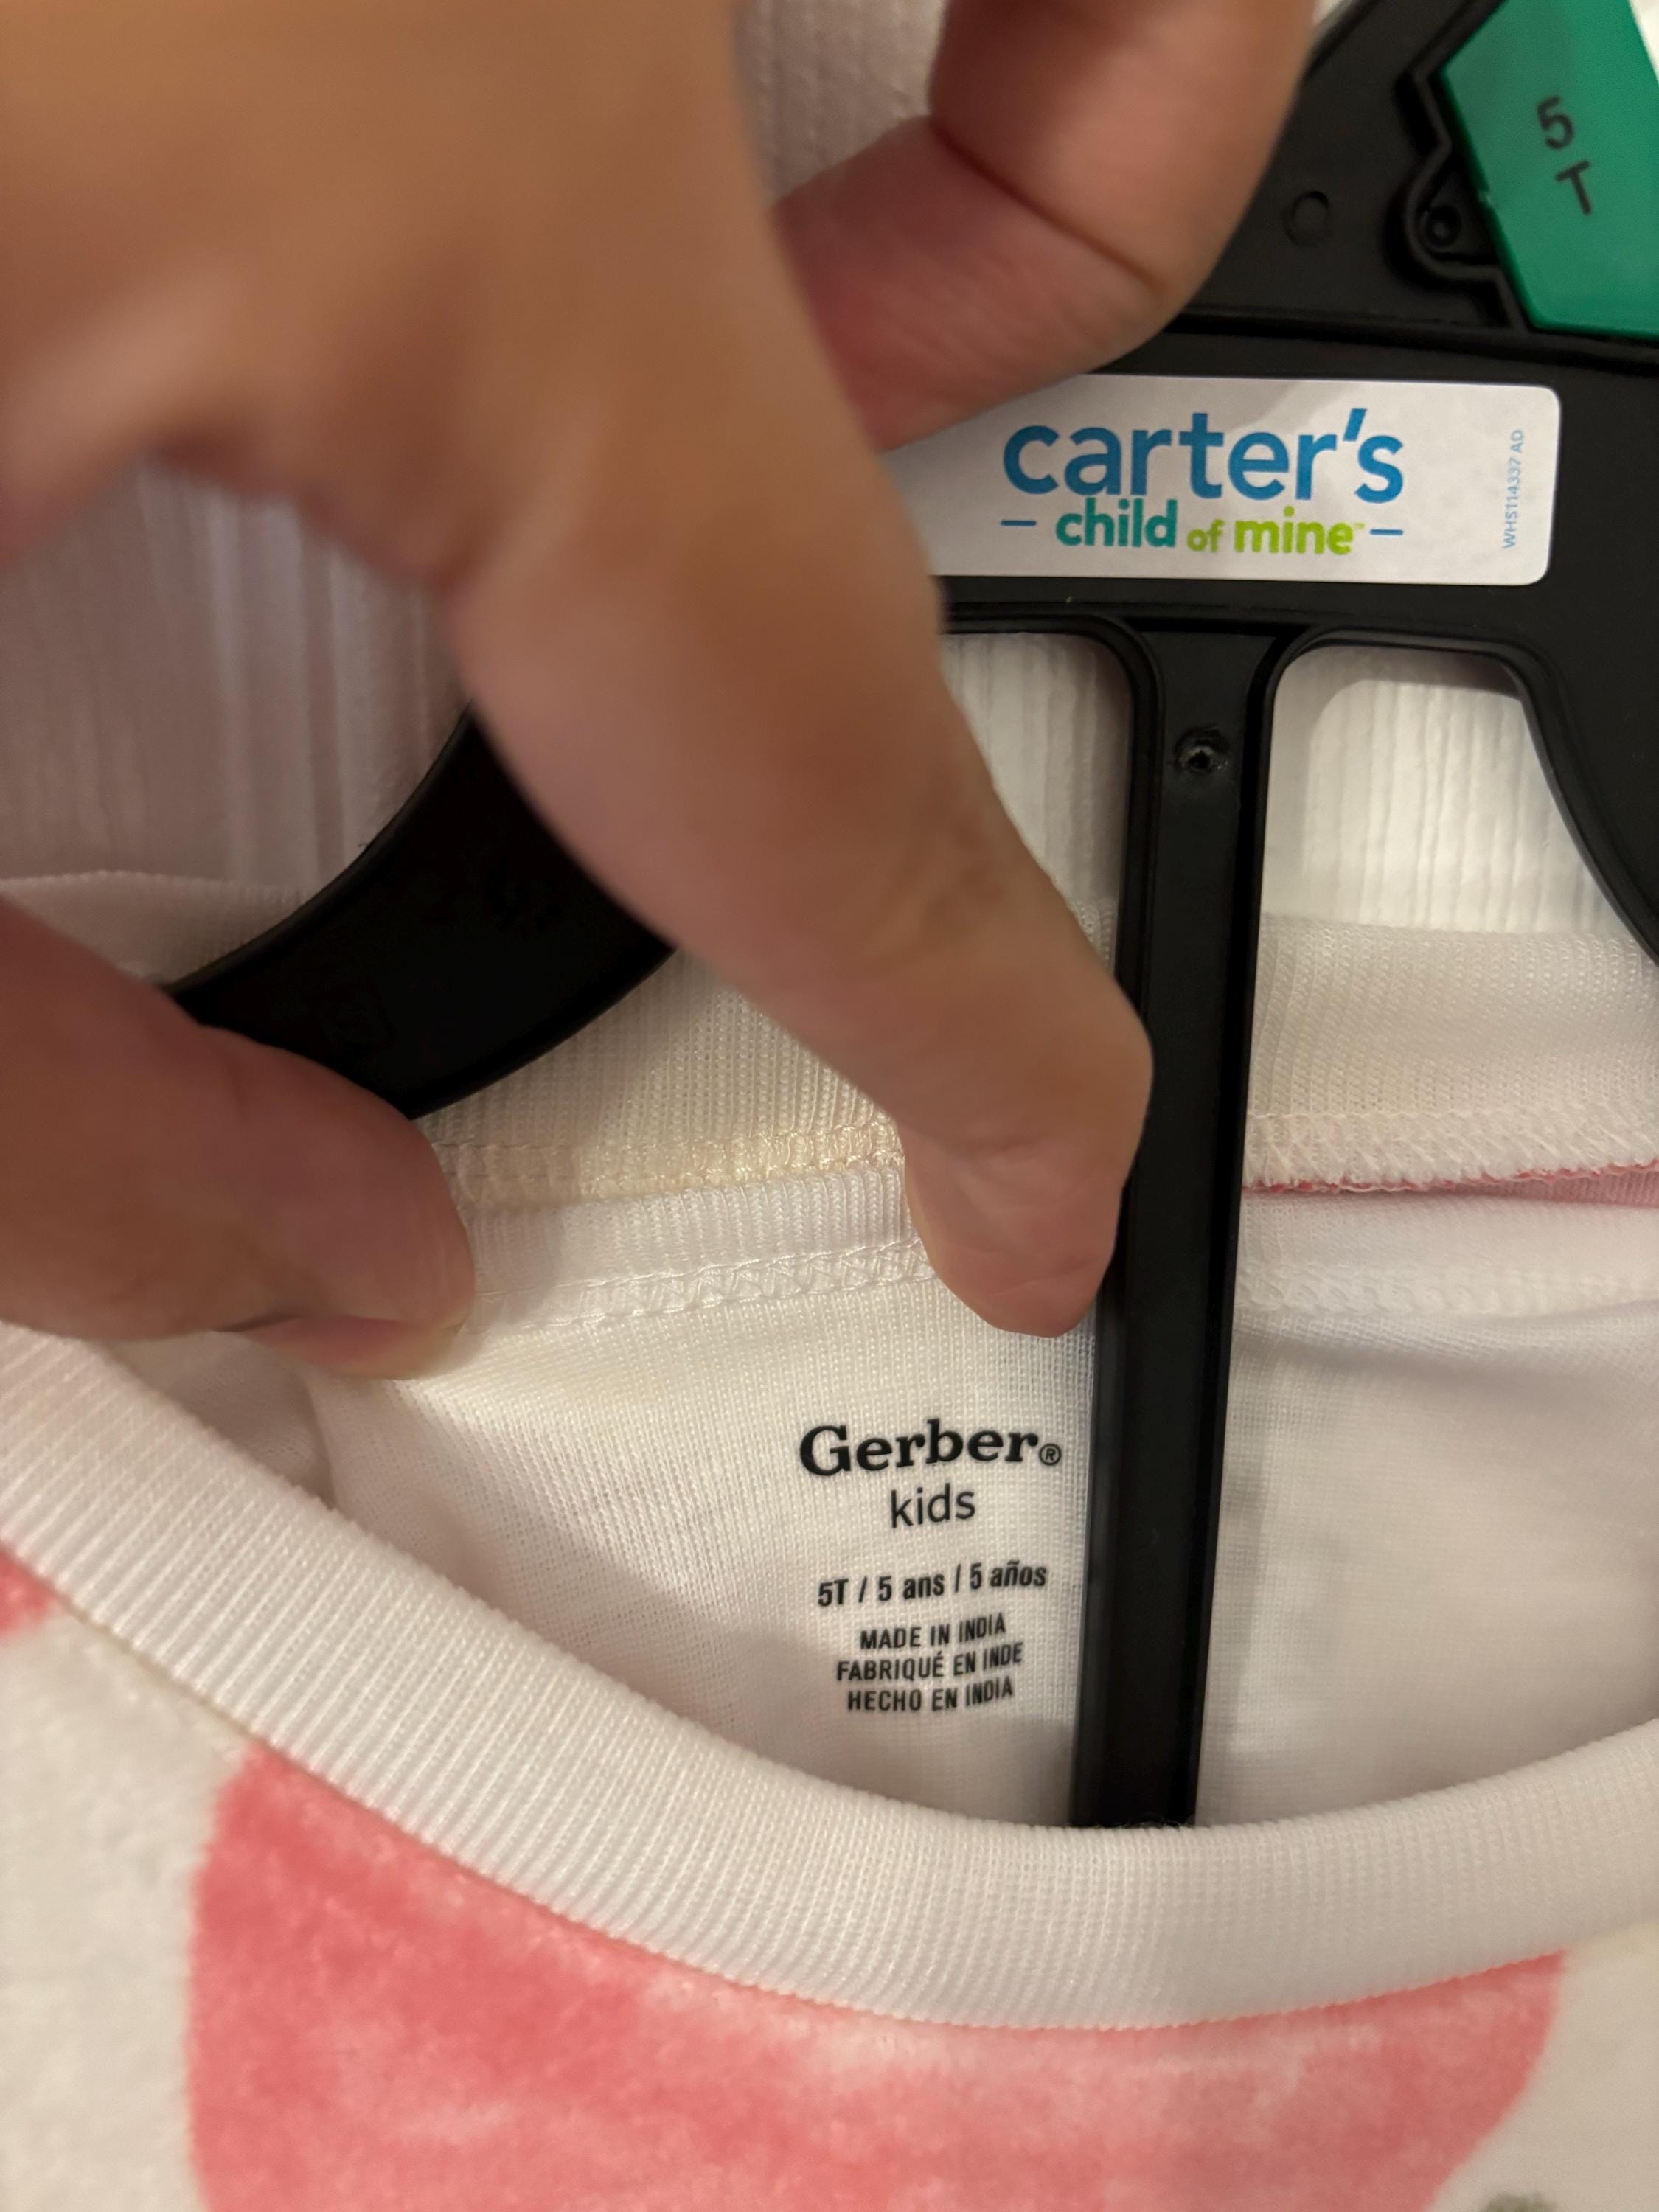 5
T
carter's
child of mine™
WHS114337 AD
Gerber®
kids
5T / 5 ans / 5 años
MADE IN INDIA
FABRIQUÉ EN INDE
HECHO EN INDIA